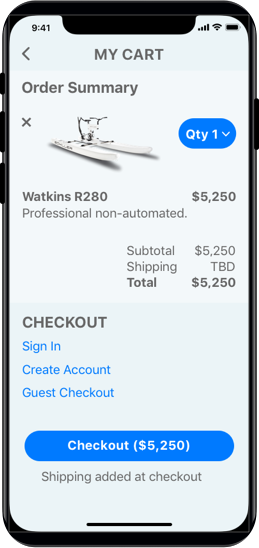 9:41
MY CART
Order Summary
Qty 1
Watkins R280 $5,250
Professional non-automated.
Subtotal $5,250
Shipping TBD
Total $5,250
CHECKOUT
Sign In
Create Account
Guest Checkout
Checkout ($5,250)
Shipping added at checkout